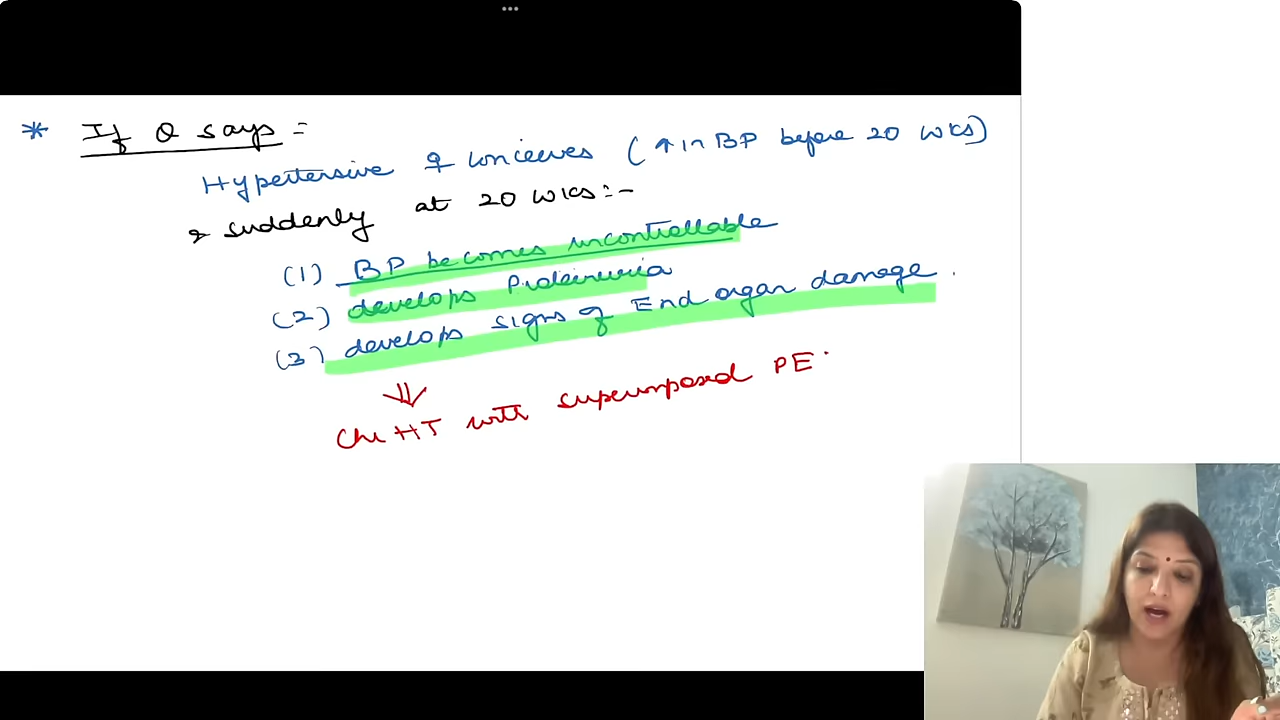 * If Q says =
Hypertensive ♀ conceives (↑ in BP before 20 wks)
& suddenly at 20 wks :-
(1) BP becomes uncontrollable
(2) develops Proteinuria
(3) develops signs of End organ damage.
⇓
Chr HT with superimposed PE.